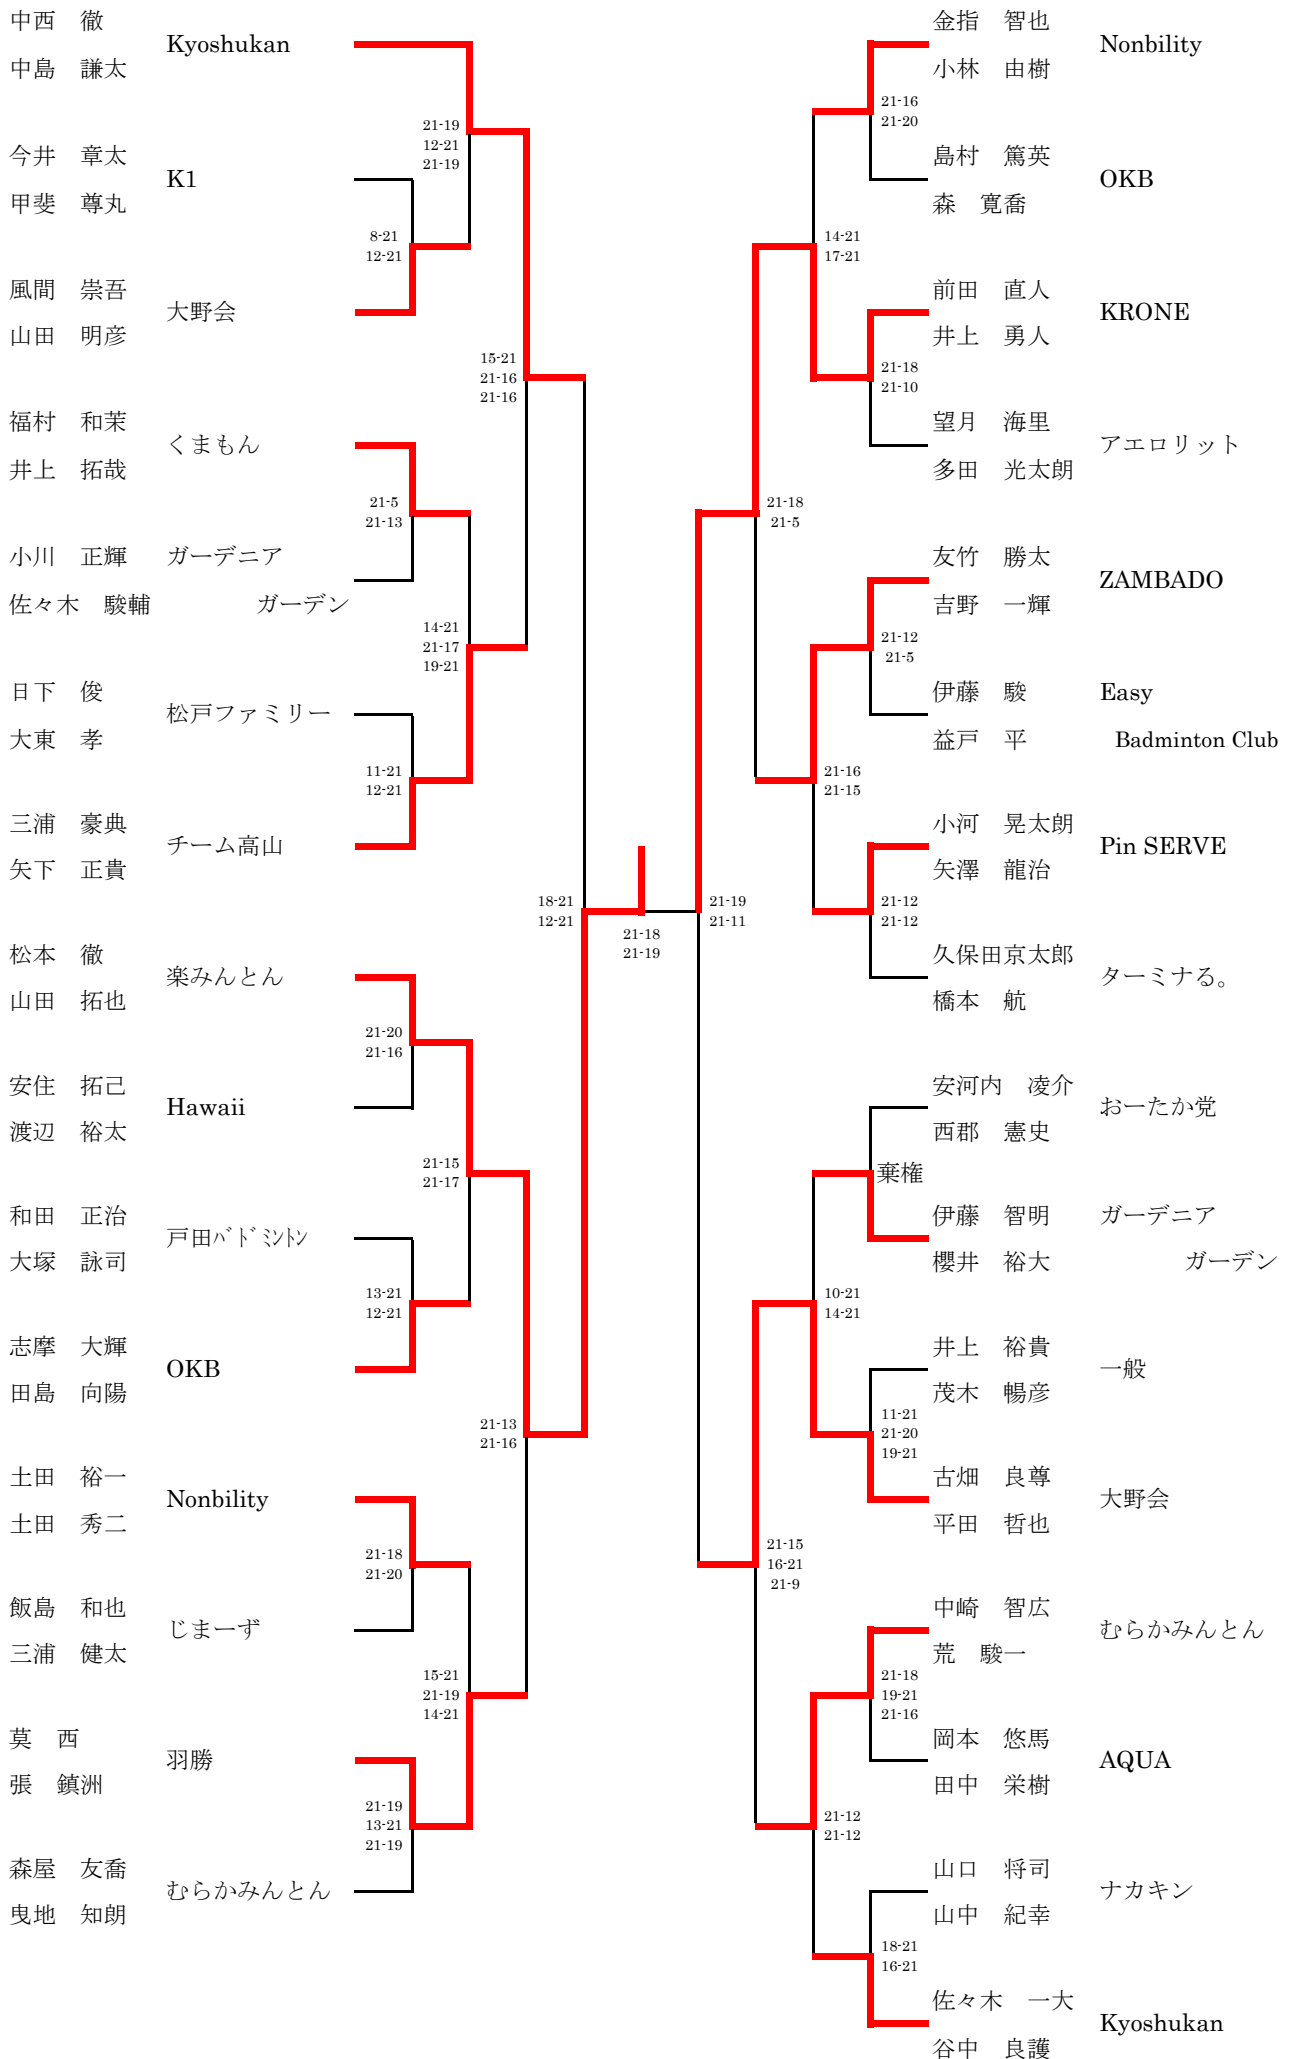 中西　徹
Kyoshukan
中島　謙太
21-19
12-21
21-19
今井　章太
K1
甲斐　尊丸
8-21
12-21
風間　崇吾
大野会
山田　明彦
15-21
21-16
21-16
福村　和茉
くまもん
井上　拓哉
21-5
21-13
小川　正輝　ガーデニア
佐々木　駿輔　ガーデン
14-21
21-17
19-21
日下　俊
松戸ファミリー
大東　孝
11-21
12-21
三浦　豪典
チーム高山
矢下　正貴
18-21
12-21
松本　徹
楽みんとん
山田　拓也
21-20
21-16
安住　拓己
Hawaii
渡辺　裕太
21-15
21-17
和田　正治
戸田ﾊﾞﾄﾞﾐﾝﾄﾝ
大塚　詠司
13-21
12-21
志摩　大輝
OKB
田島　向陽
21-13
21-16
土田　裕一
Nonbility
土田　秀二
21-18
21-20
飯島　和也
じまーず
三浦　健太
15-21
21-19
14-21
莫　西
羽勝
張　鎮洲
21-19
13-21
21-19
森屋　友喬
むらかみんとん
曳地　知朗
21-18
21-19
金指　智也
Nonbility
小林　由樹
21-16
21-20
島村　篤英
OKB
森　寛喬
14-21
17-21
前田　直人
KRONE
井上　勇人
21-18
21-10
望月　海里
アエロリット
多田　光太朗
21-18
21-5
友竹　勝太
ZAMBADO
吉野　一輝
21-12
21-5
伊藤　駿　Easy
益戸　平　Badminton Club
21-16
21-15
小河　晃太朗
Pin SERVE
矢澤　龍治
21-12
21-12
21-19
21-11
久保田京太郎
ターミナる。
橋本　航
安河内　凌介
おーたか党
西郷　憲史
棄権
伊藤　智明　ガーデニア
櫻井　裕大　ガーデン
10-21
14-21
井上　裕貴
一般
茂木　暢彦
11-21
21-20
19-21
古畑　良尊
大野会
平田　哲也
21-15
16-21
21-9
中崎　智広
むらかみんとん
荒　駿一
21-18
19-21
21-16
岡本　悠馬
AQUA
田中　栄樹
21-12
21-12
山口　将司
ナカキン
山中　紀幸
18-21
16-21
佐々木　一大
Kyoshukan
谷中　良護